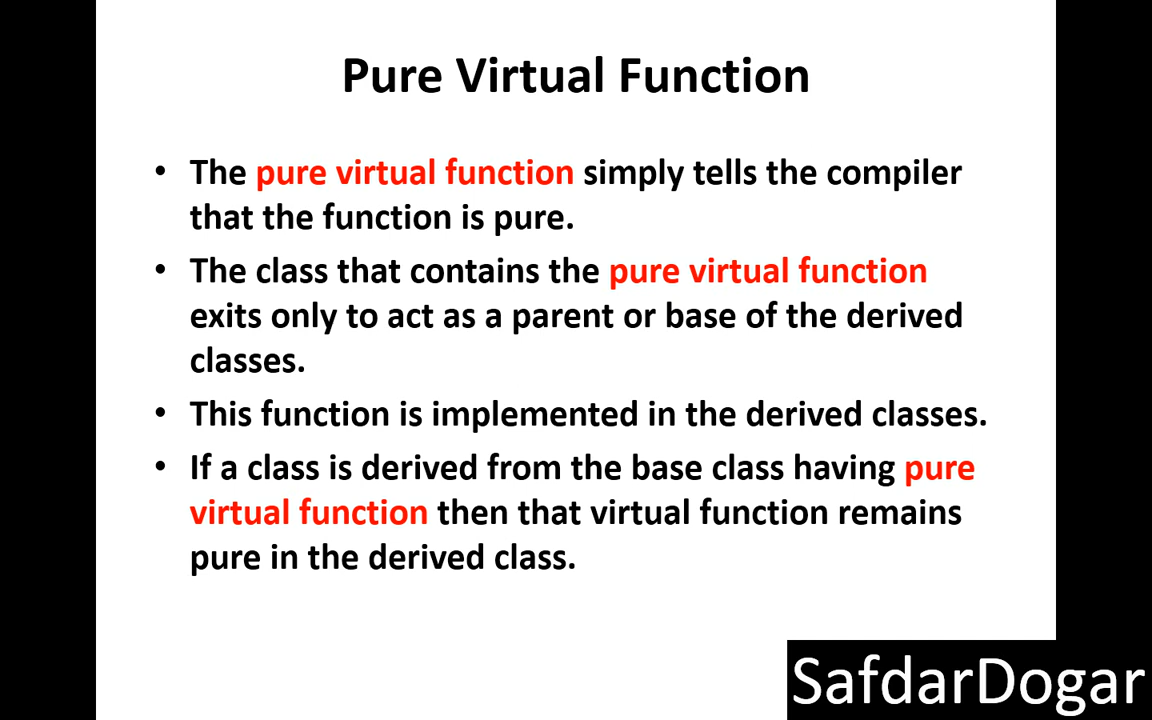 Pure Virtual Function
• The pure virtual function simply tells the compiler
that the function is pure.
• The class that contains the pure virtual function
exits only to act as a parent or base of the derived
classes.
• This function is implemented in the derived classes.
• If a class is derived from the base class having pure
virtual function then that virtual function remains
pure in the derived class.
SafdarDogar